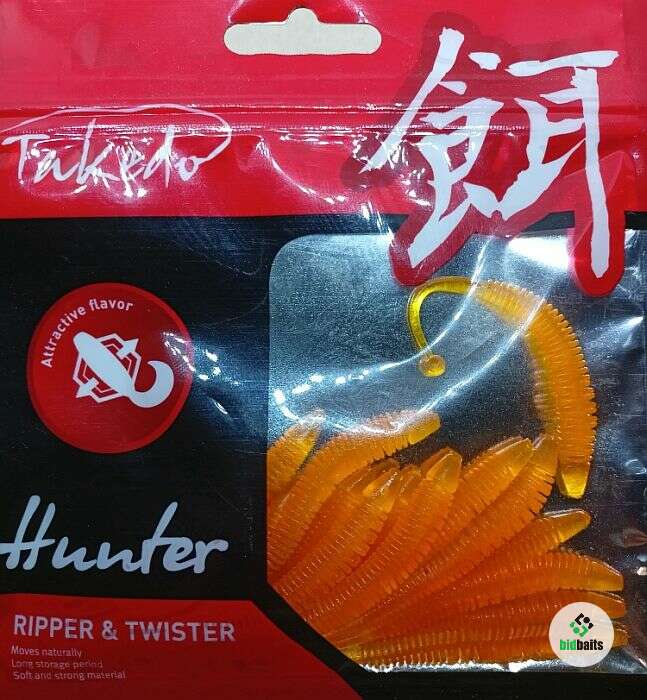 Takedo
餌
Attractive flavor
Hunter
RIPPER & TWISTER
Moves naturally
Long storage period
Soft and strong material
bidbaits